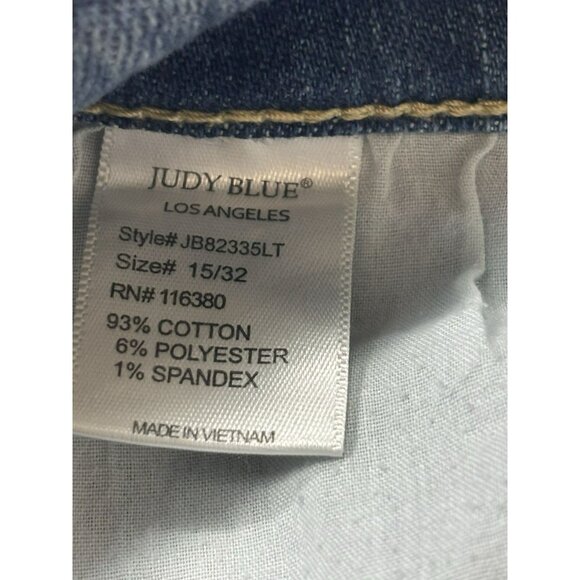 JUDY BLUE®
LOS ANGELES
Style# JB82335LT
Size# 15/32
RN# 116380
93% COTTON
6% POLYESTER
1% SPANDEX
MADE IN VIETNAM